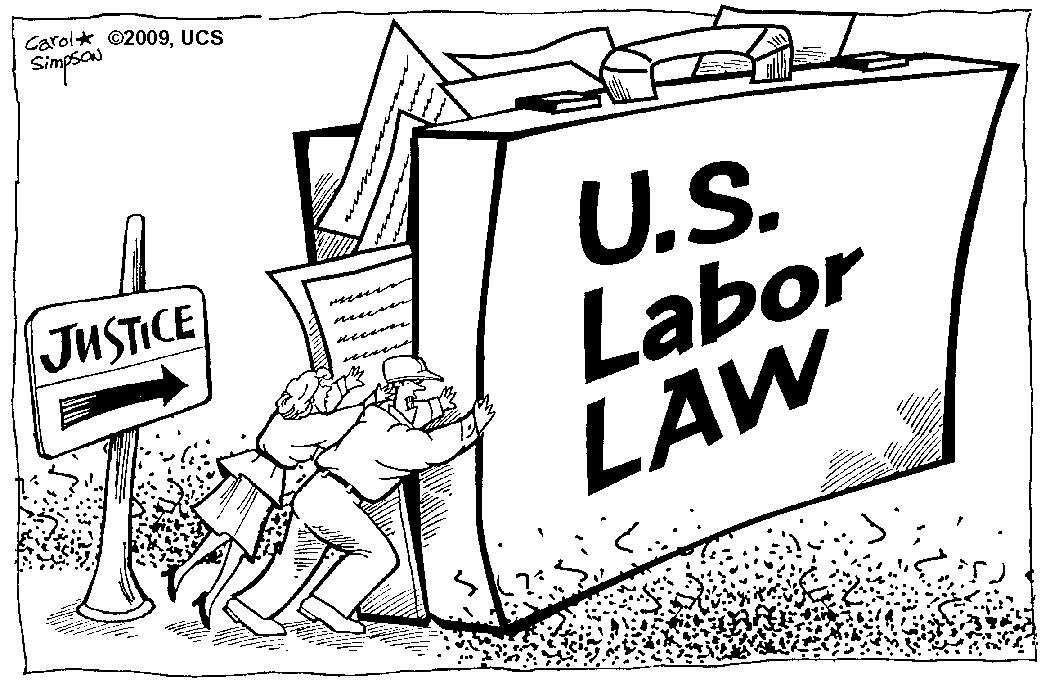 Carol★ ©2009, UCS
Simpson
U.S.
Labor
LAW
JUSTICE